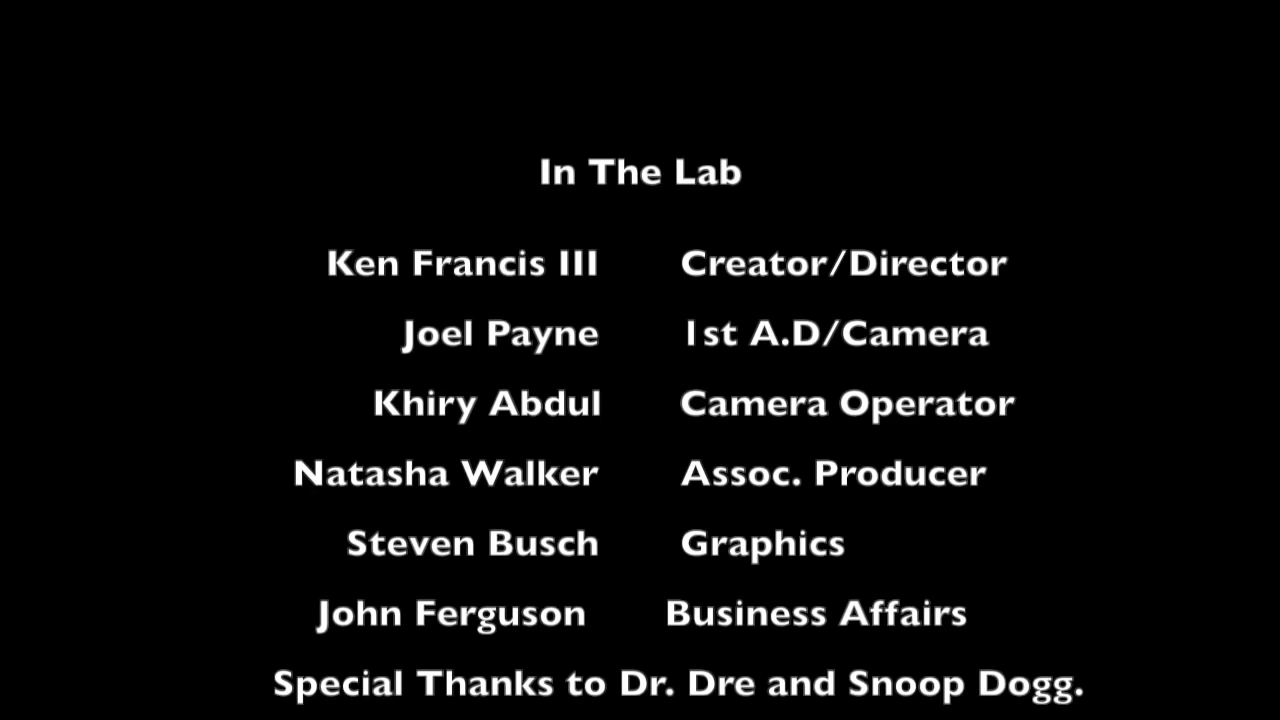 In The Lab
Ken Francis III Creator/Director
Joel Payne 1st A.D/Camera
Khiry Abdul Camera Operator
Natasha Walker Assoc. Producer
Steven Busch Graphics
John Ferguson Business Affairs
Special Thanks to Dr. Dre and Snoop Dogg.